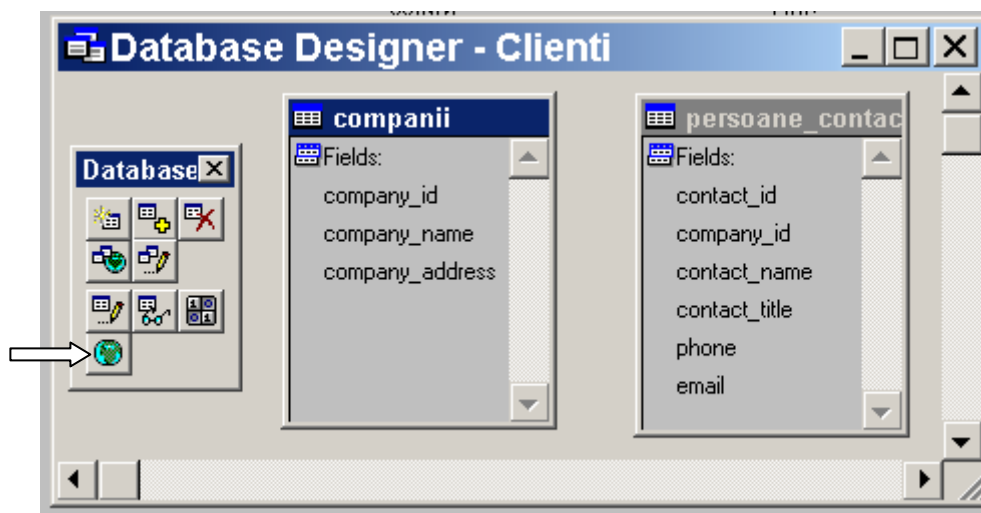 Database Designer - Clienti
Database
companii
Fields:
company_id
company_name
company_address
persoane_contac
Fields:
contact_id
company_id
contact_name
contact_title
phone
email